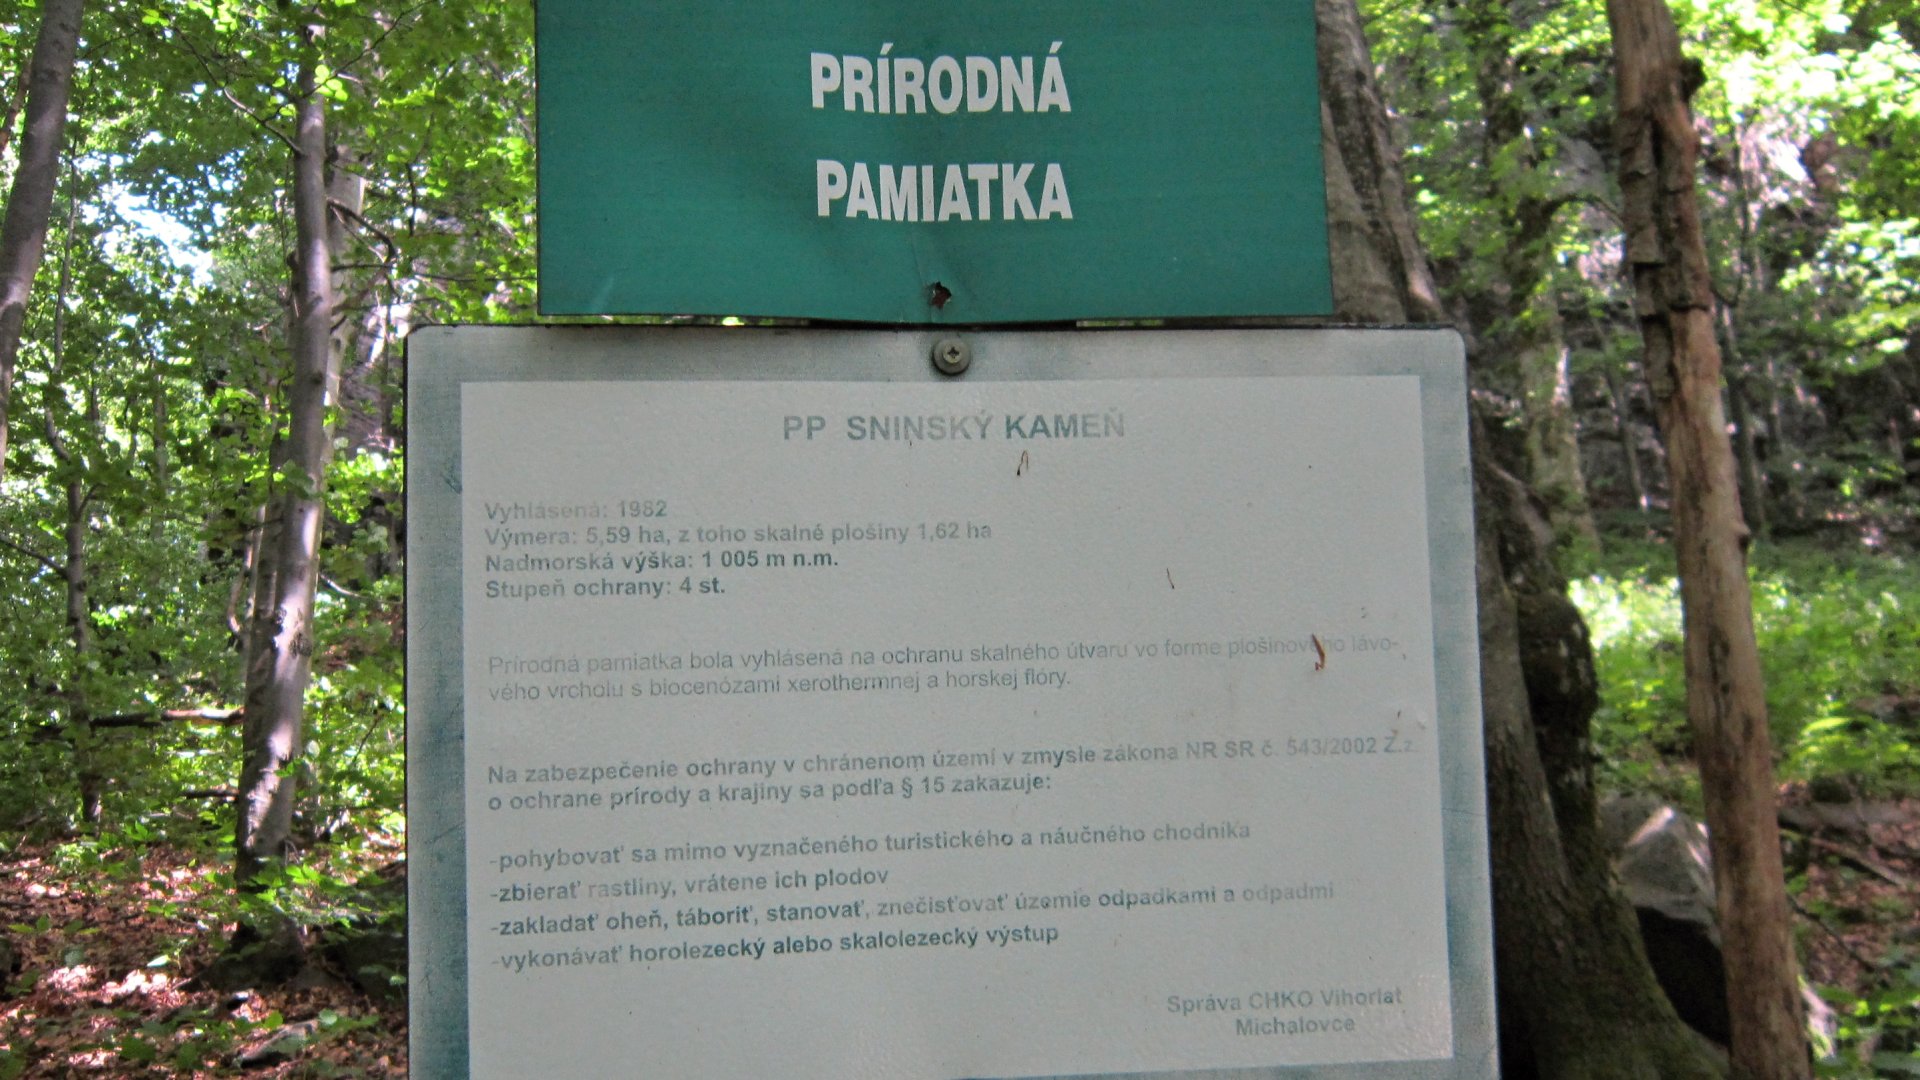 PRÍRODNÁ
PAMIATKA
PP SNINSKÝ KAMEŇ
Vyhlásená: 1982
Výmera: 5,59 ha, z toho skalné plošiny 1,62 ha
Nadmorská výška: 1 005 m n.m.
Stupeň ochrany: 4 st.
Prírodná pamiatka bola vyhlásená na ochranu skalného útvaru vo forme plošinového lávo-
vého vrcholu s biocenózami xerothermnej a horskej flóry.
Na zabezpečenie ochrany v chránenom území v zmysle zákona NR SR č. 543/2002 Z.z.
o ochrane prírody a krajiny sa podľa § 15 zakazuje:
-pohybovať sa mimo vyznačeného turistického a náučného chodníka
-zbierať rastliny, vrátene ich plodov
-zakladať oheň, táboriť, stanovať, znečisťovať územie odpadkami a odpadmi
-vykonávať horolezecký alebo skalolezecký výstup
Správa CHKO Vihorlat
Michalovce